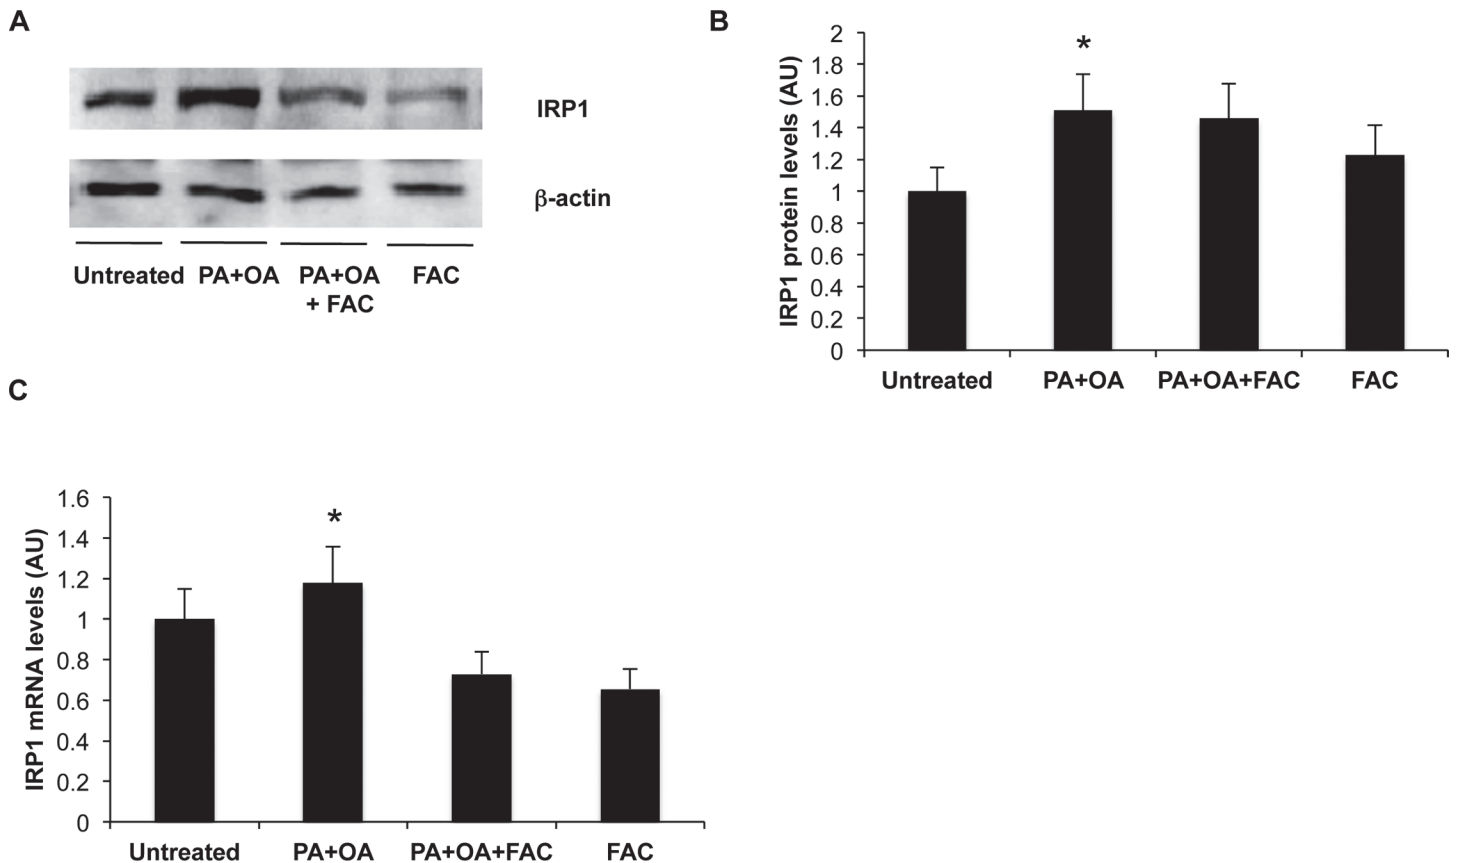 A
IRP1
β-actin
Untreated PA+OA PA+OA FAC
+ FAC
B
*
IRP1 protein levels (AU)
2
1.8
1.6
1.4
1.2
1
0.8
0.6
0.4
0.2
0
Untreated PA+OA PA+OA+FAC FAC
C
*
IRP1 mRNA levels (AU)
1.6
1.4
1.2
1
0.8
0.6
0.4
0.2
0
Untreated PA+OA PA+OA+FAC FAC